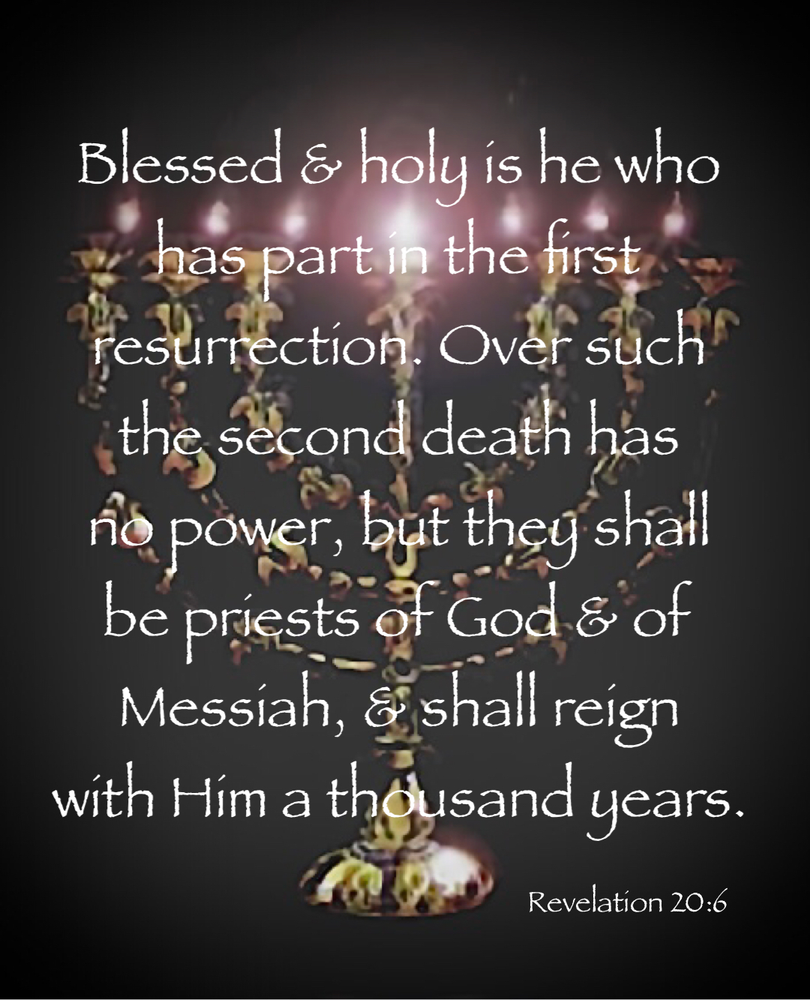 Blessed & holy is he who
has part in the first
resurrection. Over such
the second death has
no power, but they shall
be priests of God & of
Messiah, & shall reign
with Him a thousand years.
Revelation 20:6